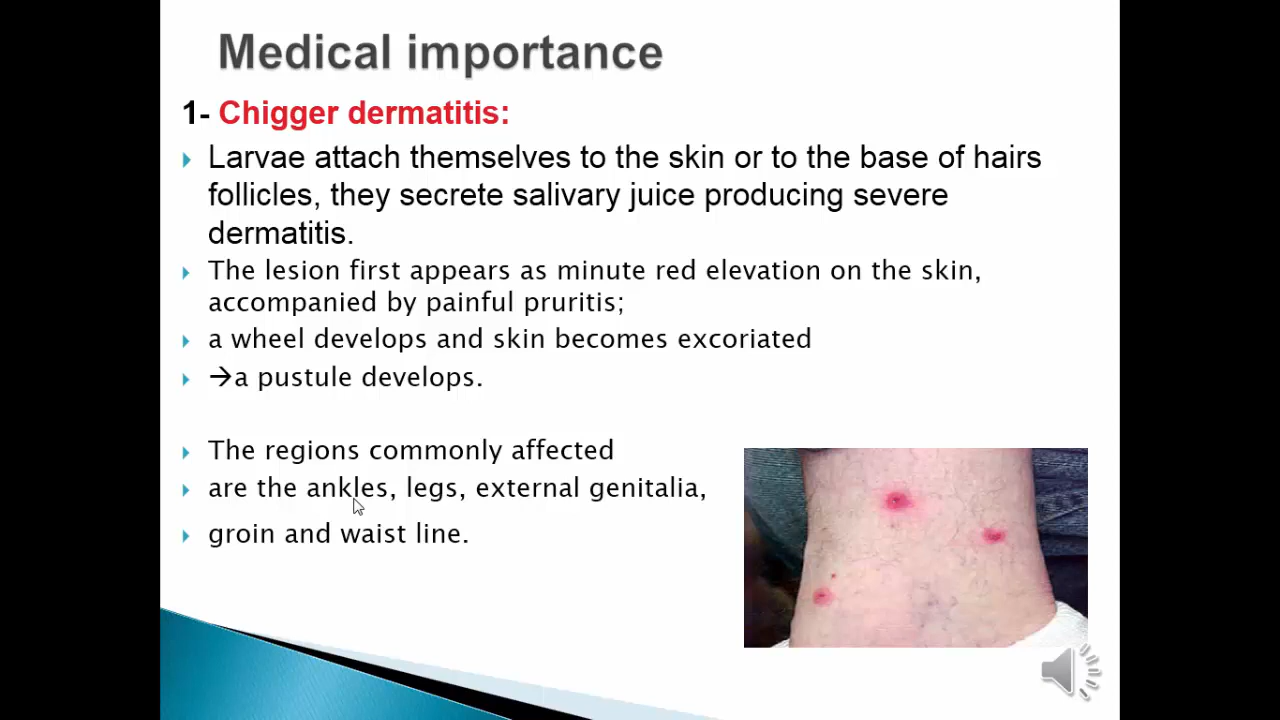 Medical importance
1- Chigger dermatitis:
Larvae attach themselves to the skin or to the base of hairs
follicles, they secrete salivary juice producing severe
dermatitis.
The lesion first appears as minute red elevation on the skin,
accompanied by painful pruritis;
a wheel develops and skin becomes excoriated
→a pustule develops.
The regions commonly affected
are the ankles, legs, external genitalia,
groin and waist line.